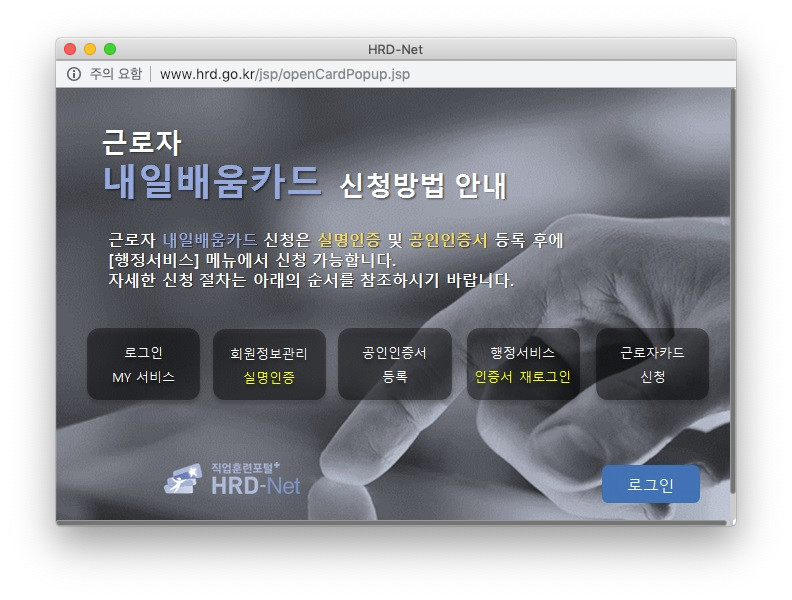 HRD-Net
주의 요함 | www.hrd.go.kr/jsp/openCardPopup.jsp
근로자
내일배움카드 신청방법 안내
근로자 내일배움카드 신청은 실명인증 및 공인인증서 등록 후에
[행정서비스] 메뉴에서 신청 가능합니다.
자세한 신청 절차는 아래의 순서를 참조하시기 바랍니다.
로그인
MY 서비스
회원정보관리
실명인증
공인인증서
등록
행정서비스
인증서 재로그인
근로자카드
신청
직업훈련포털+
HRD-Net
로그인